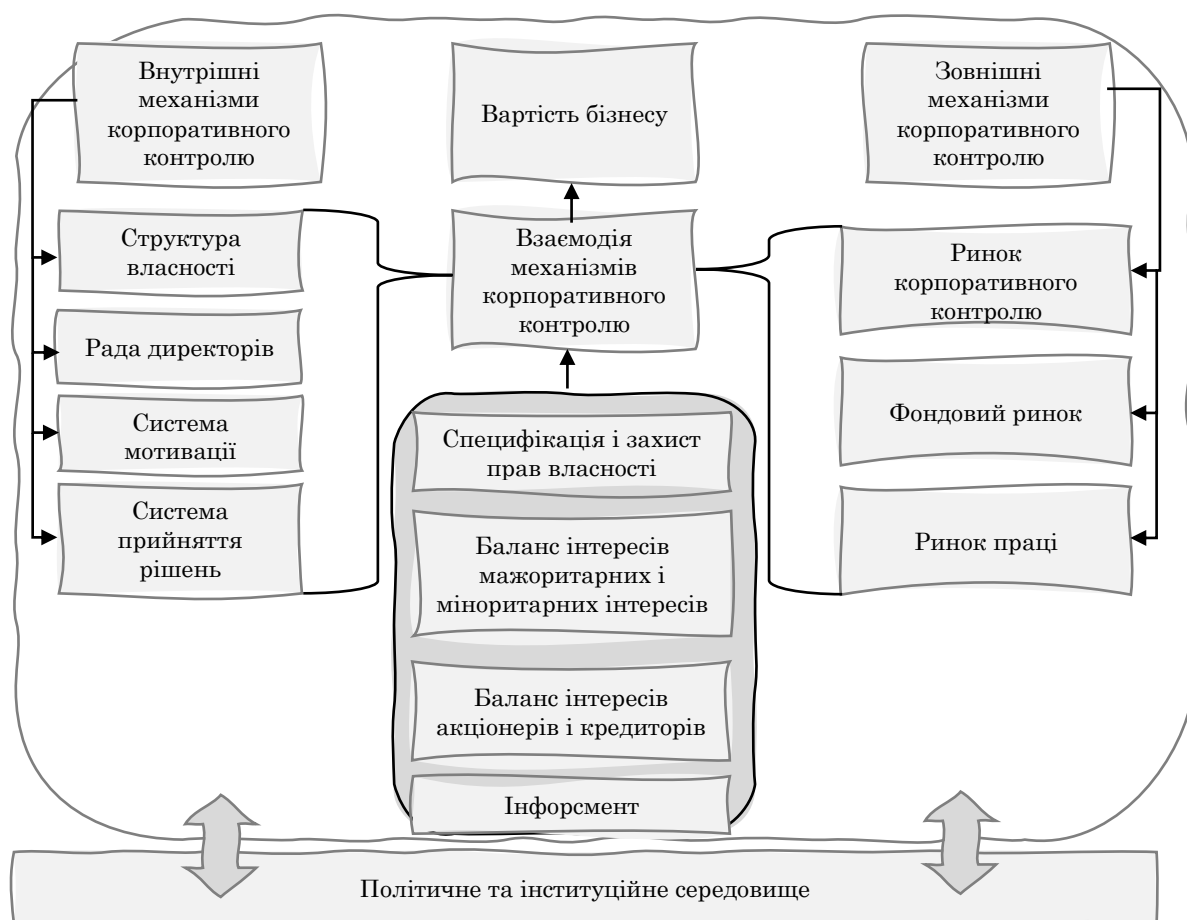 Внутрішні
механізми
корпоративного
контролю
Вартість бізнесу
Зовнішні
механізми
корпоративного
контролю
Структура
власності
Взаємодія
механізмів
корпоративного
контролю
Ринок
корпоративного
контролю
Рада директорів
Система
мотивації
Система
прийняття
рішень
Фондовий ринок
Ринок праці
Специфікація і захист
прав власності
Баланс інтересів
мажоритарних і
міноритарних інтересів
Баланс інтересів
акціонерів і кредиторів
Інфорсмент
Політичне та інституційне середовище